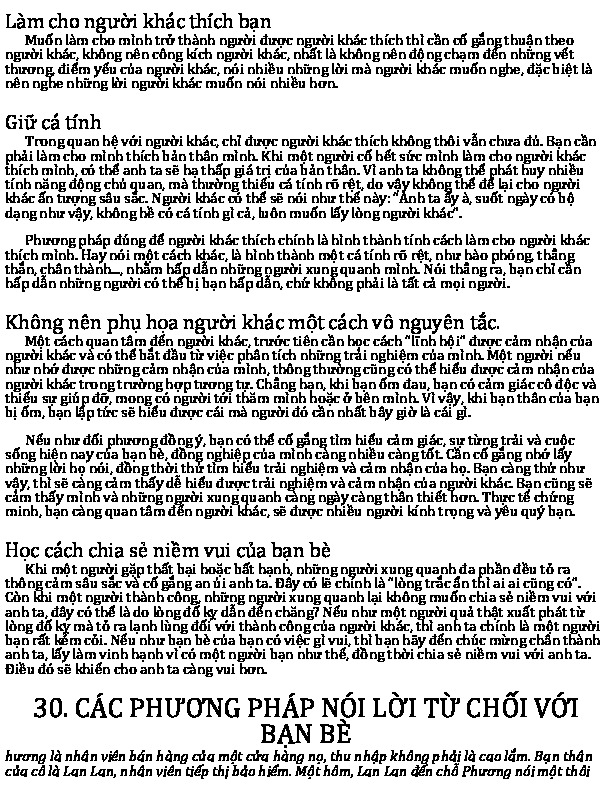 Làm cho người khác thích bạn
Muốn làm cho mình trở thành người được người khác thích thì cần cố gắng thuận theo
người khác, không nên công kích người khác, nhất là không nên động chạm đến những vết
thương, điểm yếu của người khác, nói nhiều những lời mà người khác muốn nghe, đặc biệt là
nên nghe những lời người khác muốn nói nhiều hơn.
Giữ cá tính
Trong quan hệ với người khác, chỉ được người khác thích không thôi vẫn chưa đủ. Bạn cần
phải làm cho mình thích bản thân mình. Khi một người cố hết sức mình làm cho người khác
thích mình, có thể anh ta sẽ hạ thấp giá trị của bản thân. Vì anh ta không thể phát huy nhiều
tính năng động chủ quan, mà thường thiếu cá tính rõ rệt, do vậy không thể để lại cho người
khác ấn tượng sâu sắc. Người khác có thể sẽ nói như thế này: "Anh ta ấy à, suốt ngày có bộ
dạng như vậy, không hề có cá tính gì cả, luôn muốn lấy lòng người khác".
Phương pháp đúng để người khác thích chính là hình thành tính cách làm cho người khác
thích mình. Hay nói một cách khác, là hình thành một cá tính rõ rệt, như hào phóng, thẳng
thắn, chân thành..., nhằm hấp dẫn những người xung quanh mình. Nói thẳng ra, bạn chỉ cần
hấp dẫn những người có thể bị bạn hấp dẫn, chứ không phải là tất cả mọi người.
Không nên phụ họa người khác một cách vô nguyên tắc.
Một cách quan tâm đến người khác, trước tiên cần học cách "lĩnh hội" được cảm nhận của
người khác và có thể bắt đầu từ việc phân tích những trải nghiệm của mình. Một người nếu
như nhớ được những cảm nhận của mình, thông thường cũng có thể hiểu được cảm nhận của
người khác trong trường hợp tương tự. Chẳng hạn, khi bạn ốm đau, bạn có cảm giác cô độc và
thiếu sự giúp đỡ, mong có người tới thăm mình hoặc ở bên mình. Vì vậy, khi bạn thân của bạn
bị ốm, bạn lập tức sẽ hiểu được cái mà người đó cần nhất bây giờ là cái gì.
Nếu như đối phương đồng ý, bạn có thể cố gắng tìm hiểu cảm giác, sự từng trải và cuộc
sống hiện nay của bạn bè, đồng nghiệp của mình càng nhiều càng tốt. Cần cố gắng nhớ lấy
những lời họ nói, đồng thời thử tìm hiểu trải nghiệm và cảm nhận của họ. Bạn càng thử như
vậy, thì sẽ càng cảm thấy dễ hiểu được trải nghiệm và cảm nhận của người khác. Bạn cũng sẽ
cảm thấy mình và những người xung quanh càng ngày càng thân thiết hơn. Thực tế chứng
minh, bạn càng quan tâm đến người khác, sẽ được nhiều người kính trọng và yêu quý bạn.
Học cách chia sẻ niềm vui của bạn bè
Khi một người gặp thất bại hoặc bất hạnh, những người xung quanh đa phần đều tỏ ra
thông cảm sâu sắc và cố gắng an ủi anh ta. Đây có lẽ chính là "lòng trắc ẩn thì ai ai cũng có".
Còn khi một người thành công, những người xung quanh lại không muốn chia sẻ niềm vui với
anh ta, đây có thể là do lòng đố kỵ dẫn đến chăng? Nếu như một người quả thật xuất phát từ
lòng đố kỵ mà tỏ ra lạnh lùng đối với thành công của người khác, thì anh ta chính là một người
bạn rất kém cỏi. Nếu như bạn bè của bạn có việc gì vui, thì bạn hãy đến chúc mừng chân thành
anh ta, lấy làm vinh hạnh vì có một người bạn như thế, đồng thời chia sẻ niềm vui với anh ta.
Điều đó sẽ khiến cho anh ta càng vui hơn.
30. CÁC PHƯƠNG PHÁP NÓI LỜI TỪ CHỐI VỚI
BẠN BÈ
hương là nhân viên bán hàng của một cửa hàng nọ, thu nhập không phải là cao lắm. Bạn thân
của cô là Lan Lan, nhân viên tiếp thị bảo hiểm. Một hôm, Lan Lan đến chỗ Phương nói một thôi